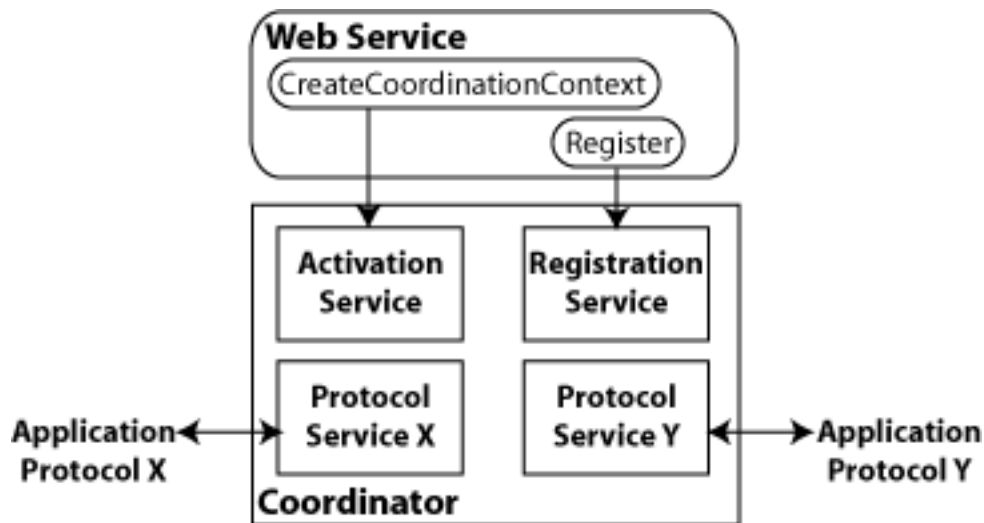 Web Service
CreateCoordinationContext
Register
Activation
Service
Registration
Service
Protocol
Service X
Protocol
Service Y
Application
Protocol X
Application
Protocol Y
Coordinator